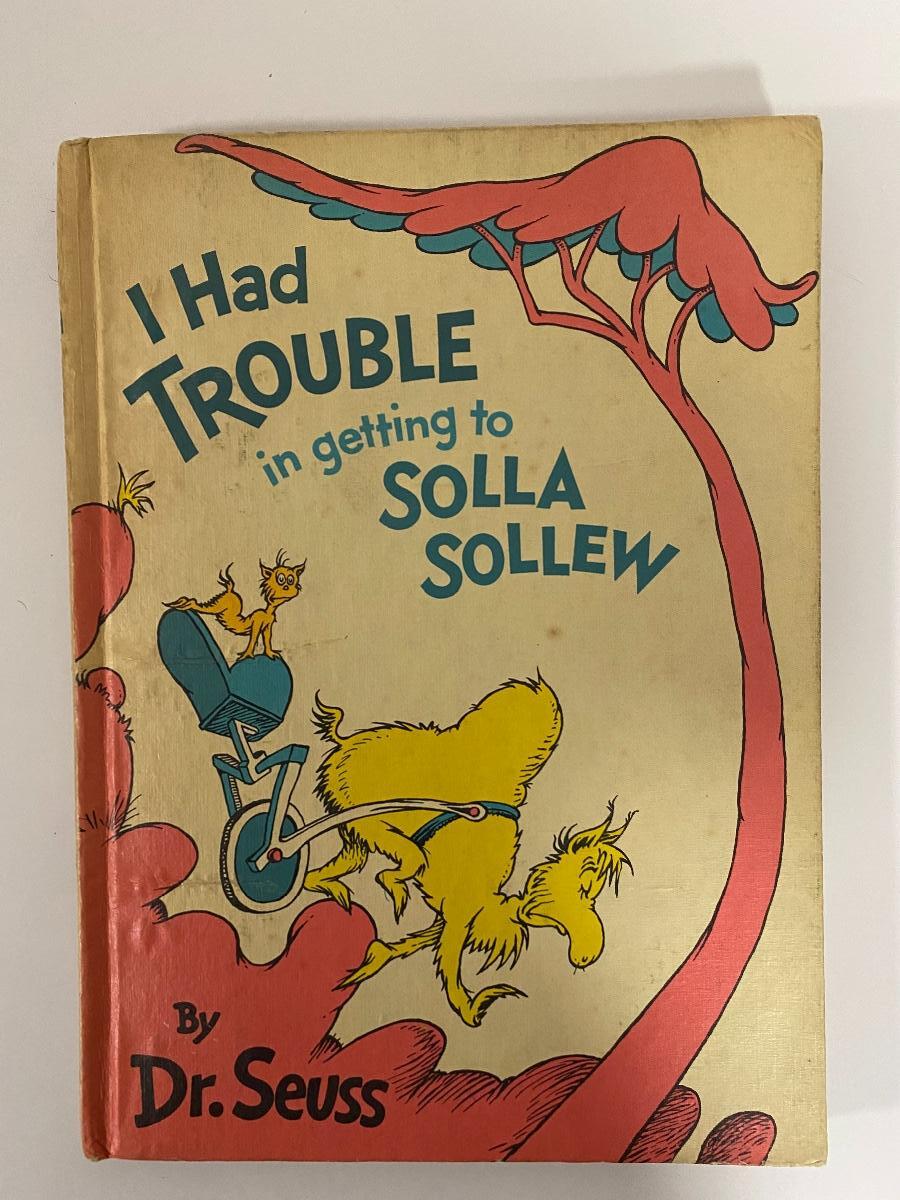 I Had
TROUBLE
in getting to
SOLLA
SOLLEW
By
Dr. Seuss